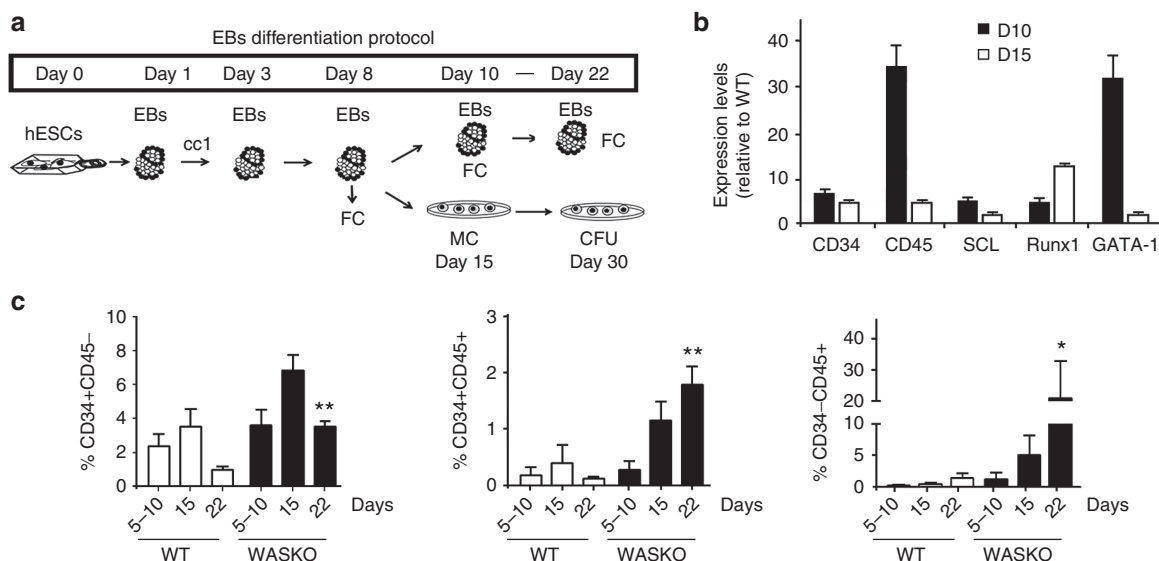 a
EBs differentiation protocol
Day 0 Day 1 Day 3 Day 8 Day 10 — Day 22
hESCs
EBs
cc1
EBs
EBs
FC
EBs
FC
EBs
FC
MC
Day 15
CFU
Day 30
b
Expression levels
(relative to WT)
40
30
20
10
0
D10
D15
CD34 CD45 SCL Runx1 GATA-1
c
% CD34+CD45–
10
8
6
4
2
0
**
5–10 15 22 5–10 15 22 Days
WT WASKO
% CD34+CD45+
3
2
1
0
**
5–10 15 22 5–10 15 22 Days
WT WASKO
% CD34–CD45+
40
30
20
10
5
0
*
5–10 15 22 5–10 15 22 Days
WT WASKO